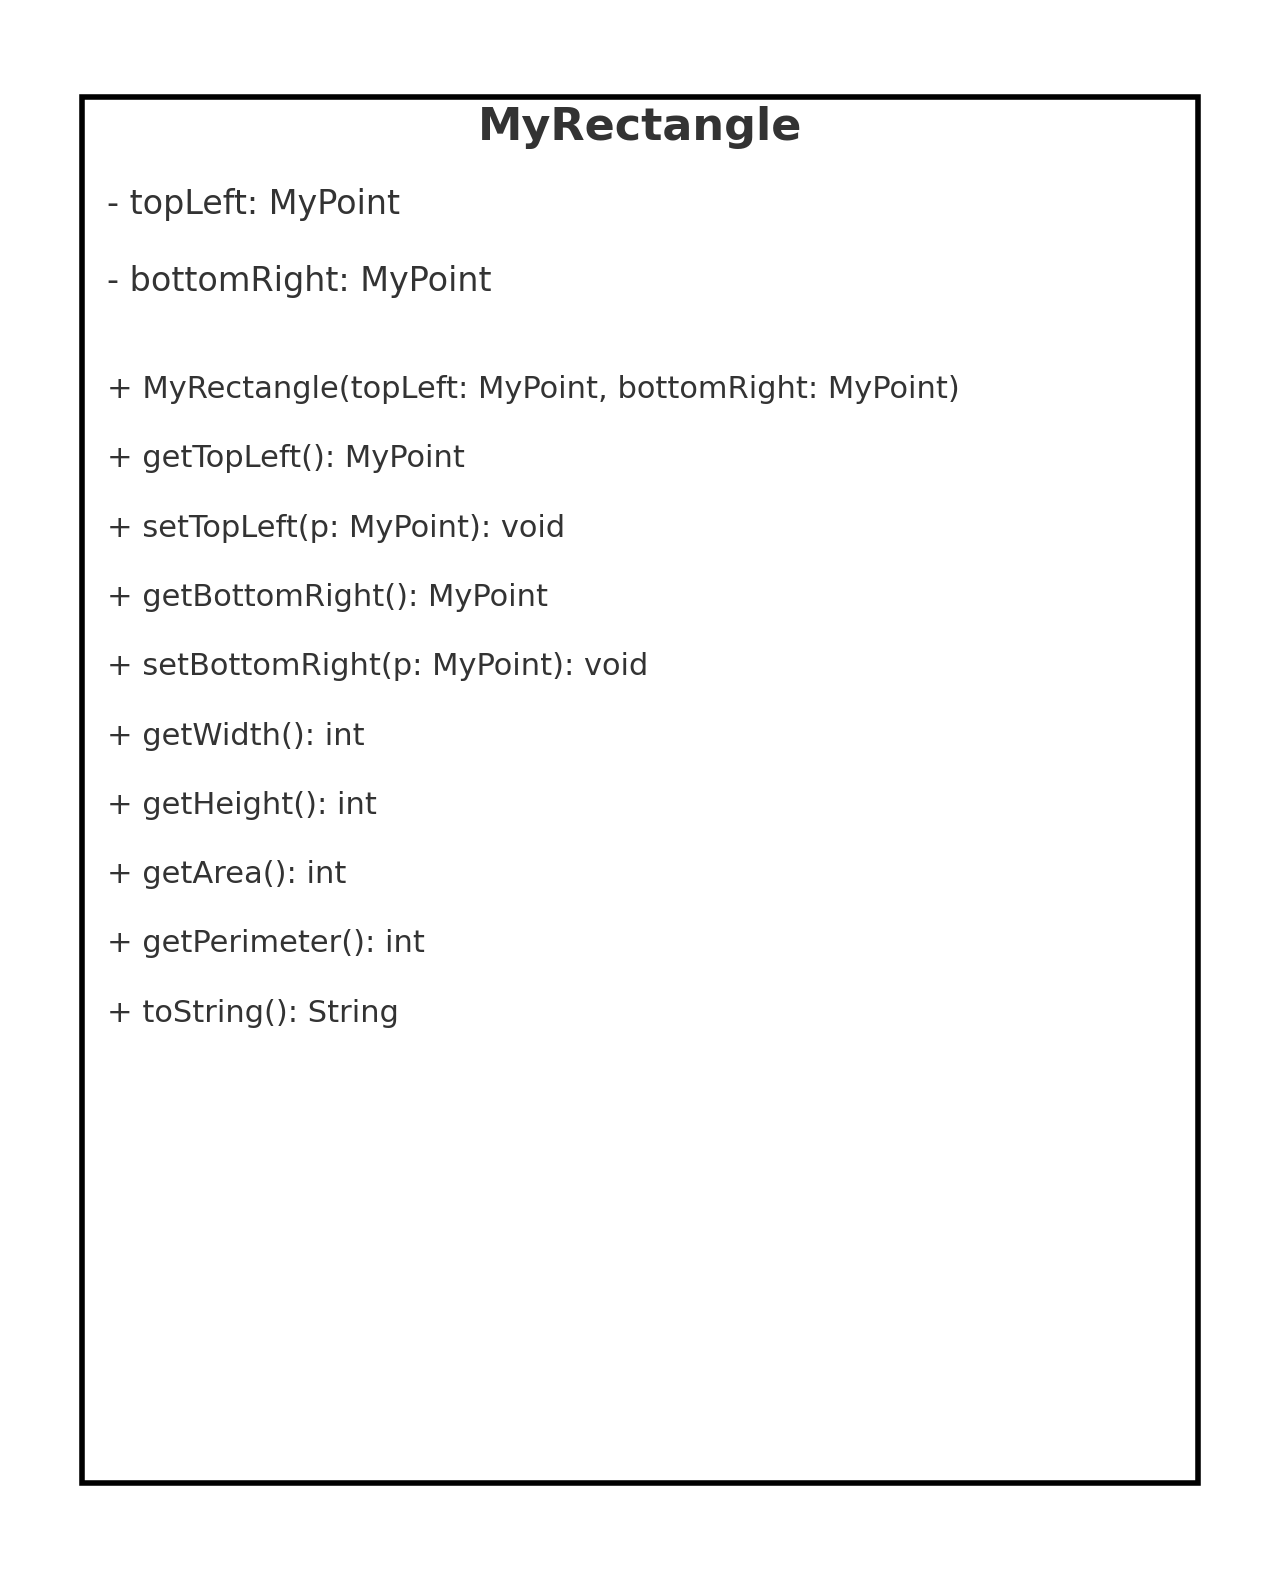 MyRectangle
- topLeft: MyPoint
- bottomRight: MyPoint
+ MyRectangle(topLeft: MyPoint, bottomRight: MyPoint)
+ getTopLeft(): MyPoint
+ setTopLeft(p: MyPoint): void
+ getBottomRight(): MyPoint
+ setBottomRight(p: MyPoint): void
+ getWidth(): int
+ getHeight(): int
+ getArea(): int
+ getPerimeter(): int
+ toString(): String